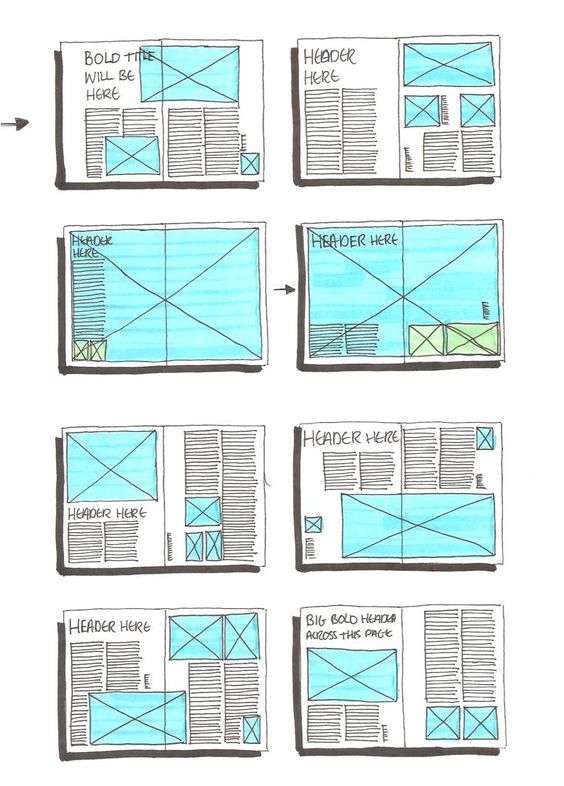 BOLD TITLE
WILL BE
HERE
HEADER
HERE
HEADER
HERE
HEADER HERE
HEADER HERE
HEADER HERE
HEADER HERE
BIG BOLD HEADER
ACROSS THIS PAGE